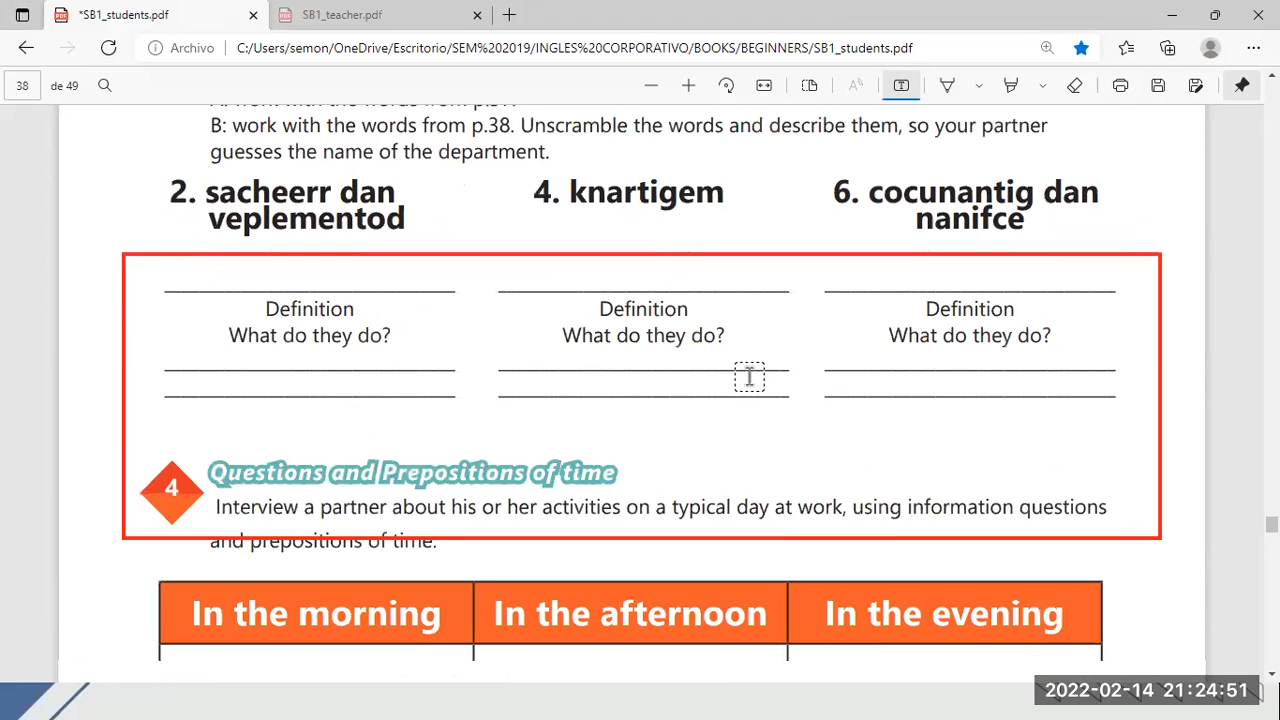 *SB1_students.pdf
SB1_teacher.pdf
Archivo C:/Users/semon/OneDrive/Escritorio/SEM%202019/INGLES%20CORPORATIVO/BOOKS/BEGINNERS/SB1_students.pdf
38 de 49
B: work with the words from p.38. Unscramble the words and describe them, so your partner
guesses the name of the department.
2. sacheerr dan
veplementod
4. knartigem
6. cocunantig dan
nanifce
Definition
What do they do?
Definition
What do they do?
Definition
What do they do?
4
Questions and Prepositions of time
Interview a partner about his or her activities on a typical day at work, using information questions
and prepositions of time.
In the morning
In the afternoon
In the evening
2022-02-14 21:24:51